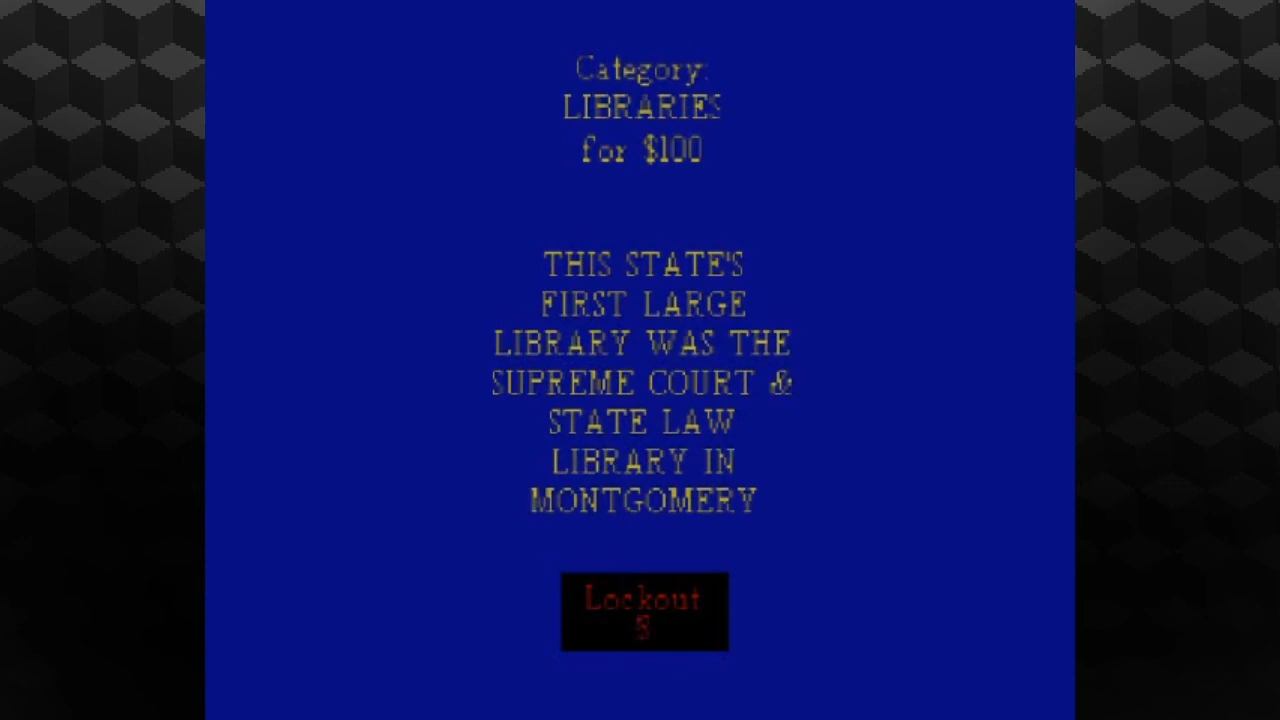 Category:
LIBRARIES
for $100
THIS STATE'S
FIRST LARGE
LIBRARY WAS THE
SUPREME COURT &
STATE LAW
LIBRARY IN
MONTGOMERY
Lockout